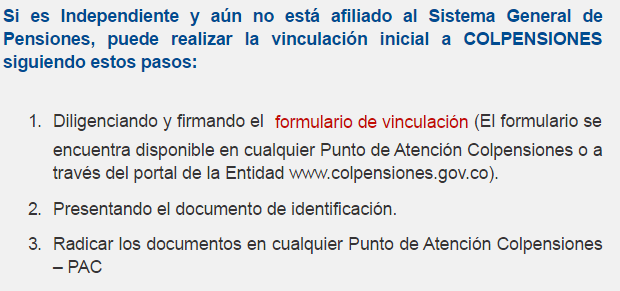 Si es Independiente y aún no está afiliado al Sistema General de
Pensiones, puede realizar la vinculación inicial a COLPENSIONES
siguiendo estos pasos:
1. Diligenciando y firmando el formulario de vinculación (El formulario se
encuentra disponible en cualquier Punto de Atención Colpensiones o a
través del portal de la Entidad www.colpensiones.gov.co).
2. Presentando el documento de identificación.
3. Radicar los documentos en cualquier Punto de Atención Colpensiones
– PAC